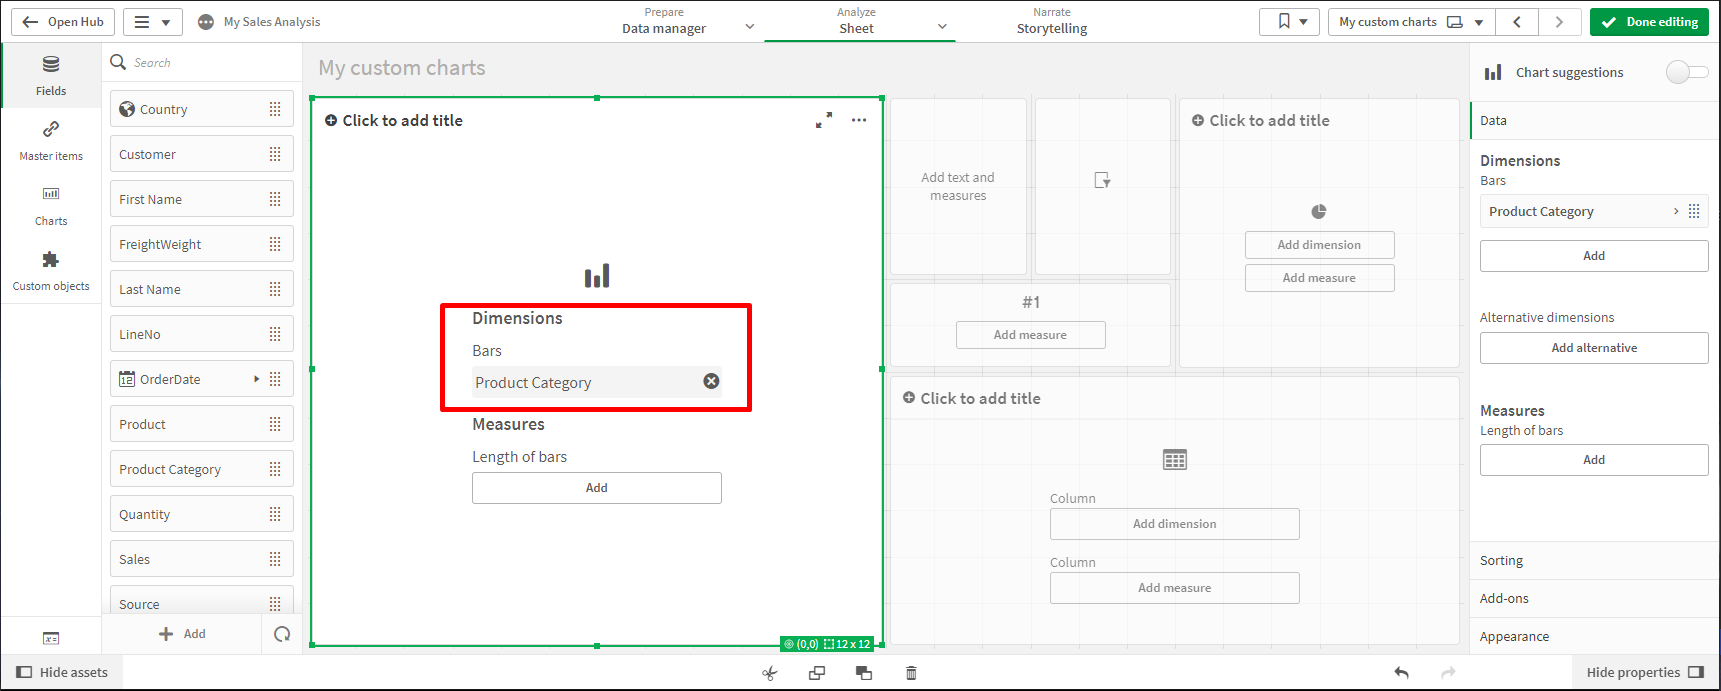 Open Hub
My Sales Analysis
Prepare
Data manager
Analyze
Sheet
Narrate
Storytelling
My custom charts
Done editing
Fields
Master items
Charts
Custom objects
Search
Country
Customer
First Name
FreightWeight
Last Name
LineNo
12 OrderDate
Product
Product Category
Quantity
Sales
Source
Add
My custom charts
Click to add title
Dimensions
Bars
Product Category
Measures
Length of bars
Add
(0,0) 12 x 12
Add text and
measures
#1
Add measure
Click to add title
Add dimension
Add measure
Click to add title
Column
Add dimension
Column
Add measure
Chart suggestions
Data
Dimensions
Bars
Product Category
Add
Alternative dimensions
Add alternative
Measures
Length of bars
Add
Sorting
Add-ons
Appearance
Hide assets
Hide properties